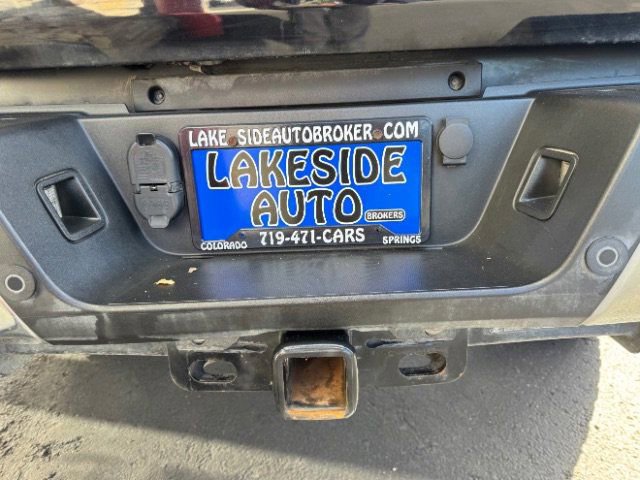 LAKE SIDEAUTOBROKER.COM
LAKESIDE
AUTO
BROKERS
719-471-CARS
COLORADO SPRINGS